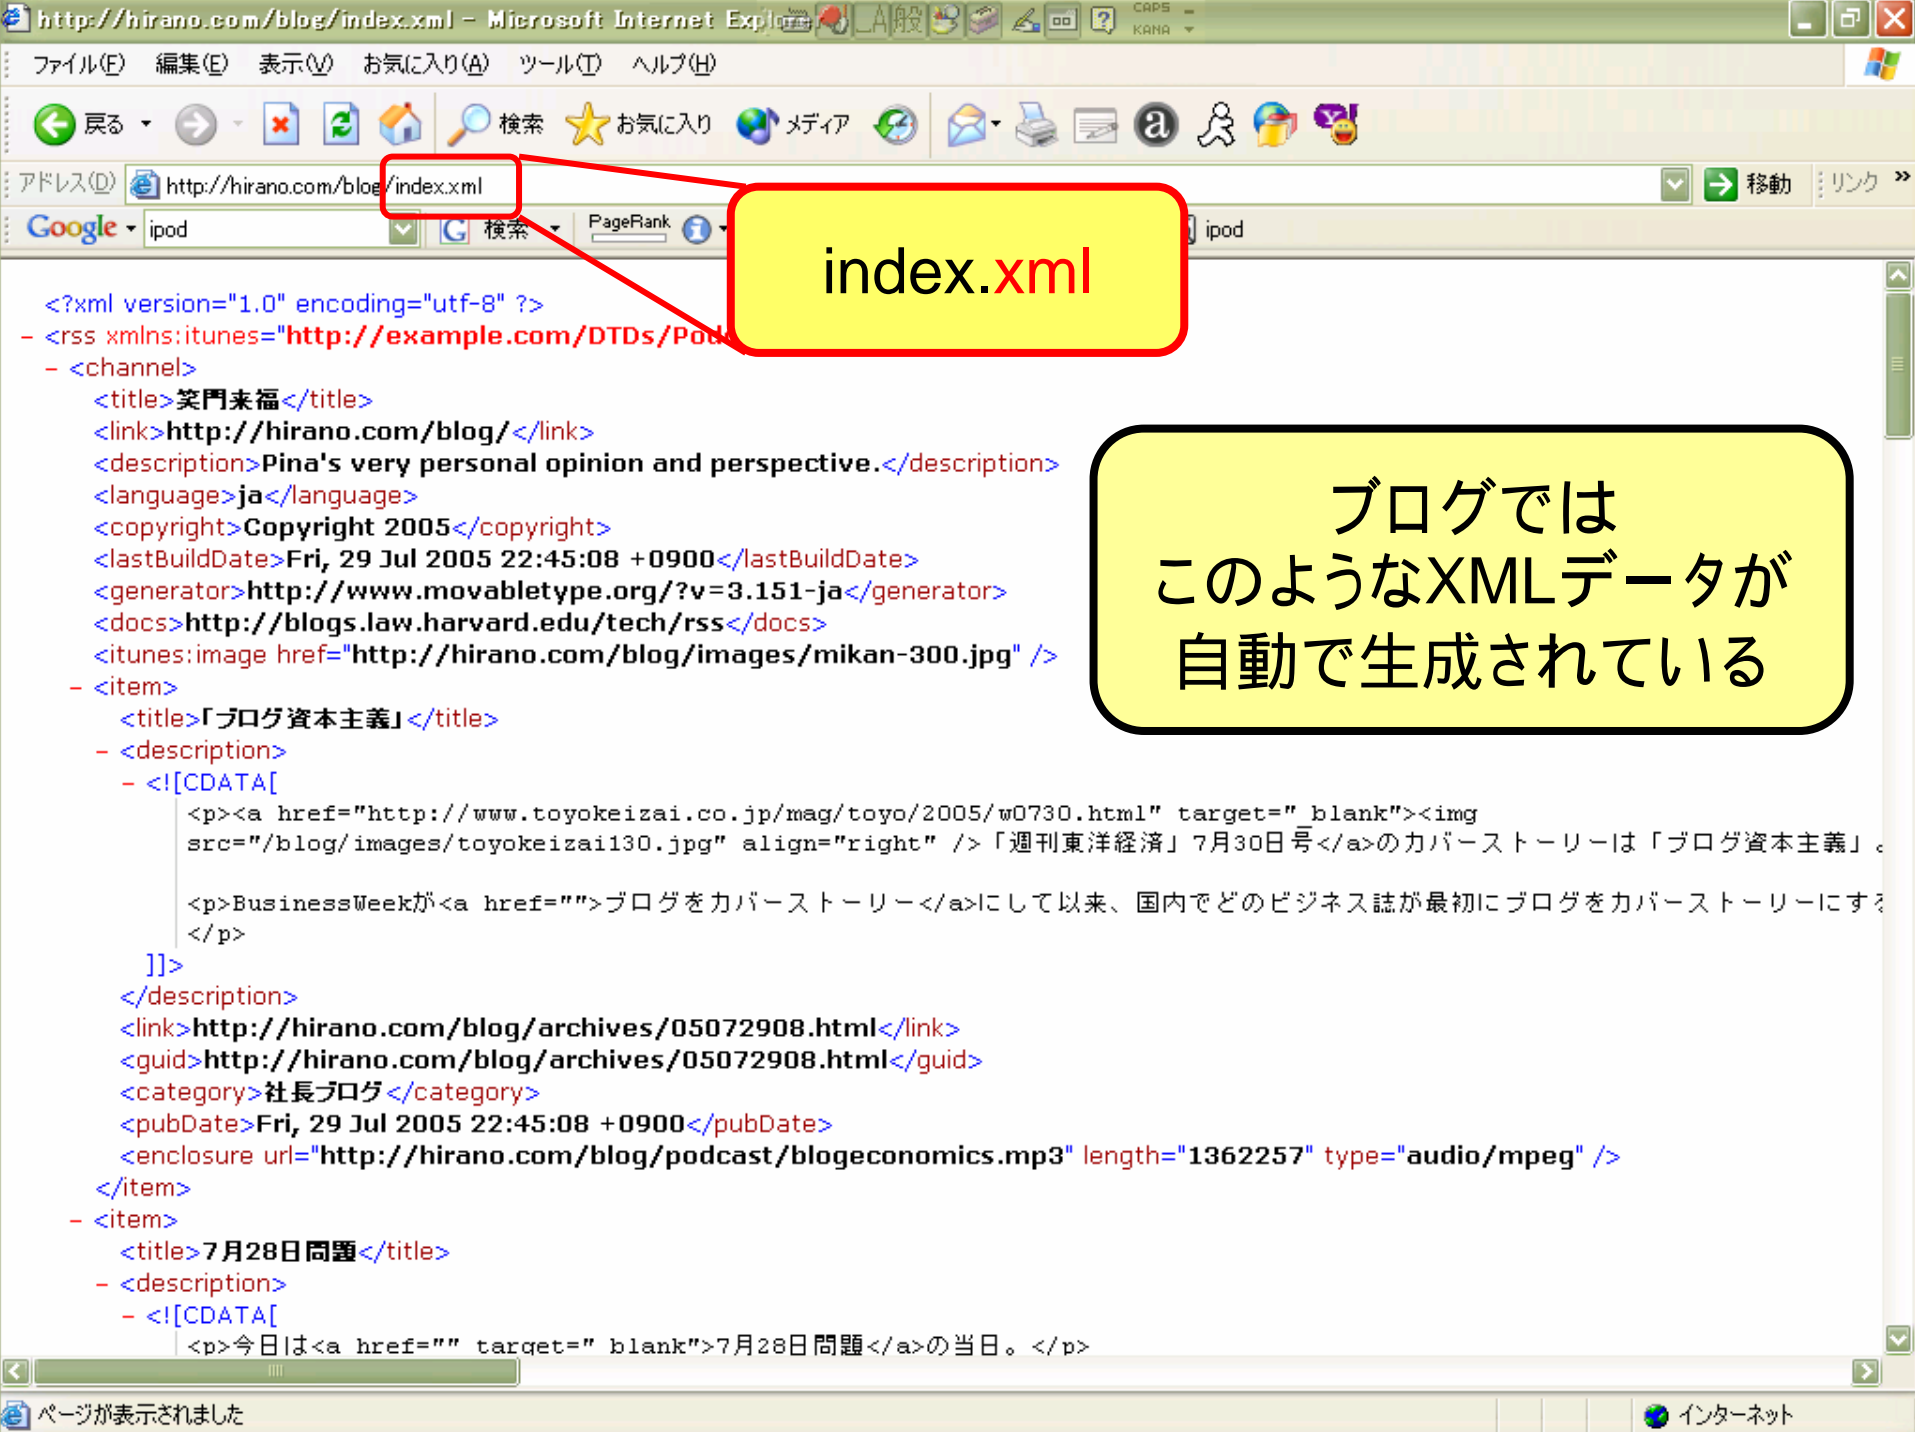 http://hirano.com/blog/index.xml - Microsoft Internet Explo
A般
CAPS
KANA
ファイル(F) 編集(E) 表示(V) お気に入り(A) ツール(T) ヘルプ(H)
戻る 検索 お気に入り メディア
アドレス(D) http://hirano.com/blog/index.xml 移動 リンク »
Google ipod 検索 PageRank ipod
index.xml
<?xml version="1.0" encoding="utf-8" ?>
- <rss xmlns:itunes="http://example.com/DTDs/Pod
- <channel>
<title>笑門来福</title>
<link>http://hirano.com/blog/</link>
<description>Pina's very personal opinion and perspective.</description>
<language>ja</language>
<copyright>Copyright 2005</copyright>
<lastBuildDate>Fri, 29 Jul 2005 22:45:08 +0900</lastBuildDate>
<generator>http://www.movabletype.org/?v=3.151-ja</generator>
<docs>http://blogs.law.harvard.edu/tech/rss</docs>
<itunes:image href="http://hirano.com/blog/images/mikan-300.jpg" />
ブログでは
このようなXMLデータが
自動で生成されている
- <item>
<title>「ブログ資本主義」</title>
- <description>
- <![CDATA[
<p><a href="http://www.toyokeizai.co.jp/mag/toyo/2005/w0730.html" target="_blank"><img
src="/blog/images/toyokeizai130.jpg" align="right" />「週刊東洋経済」7月30日号</a>のカバーストーリーは「ブログ資本主義」。
<p>BusinessWeekが<a href="">ブログをカバーストーリー</a>にして以来、国内でどのビジネス誌が最初にブログをカバーストーリーにする
</p>
]]>
</description>
<link>http://hirano.com/blog/archives/05072908.html</link>
<guid>http://hirano.com/blog/archives/05072908.html</guid>
<category>社長ブログ</category>
<pubDate>Fri, 29 Jul 2005 22:45:08 +0900</pubDate>
<enclosure url="http://hirano.com/blog/podcast/blogeconomics.mp3" length="1362257" type="audio/mpeg" />
</item>
- <item>
<title>7月28日問題</title>
- <description>
- <![CDATA[
<p>今日は<a href="" target="_blank">7月28日問題</a>の当日。</p>
ページが表示されました インターネット